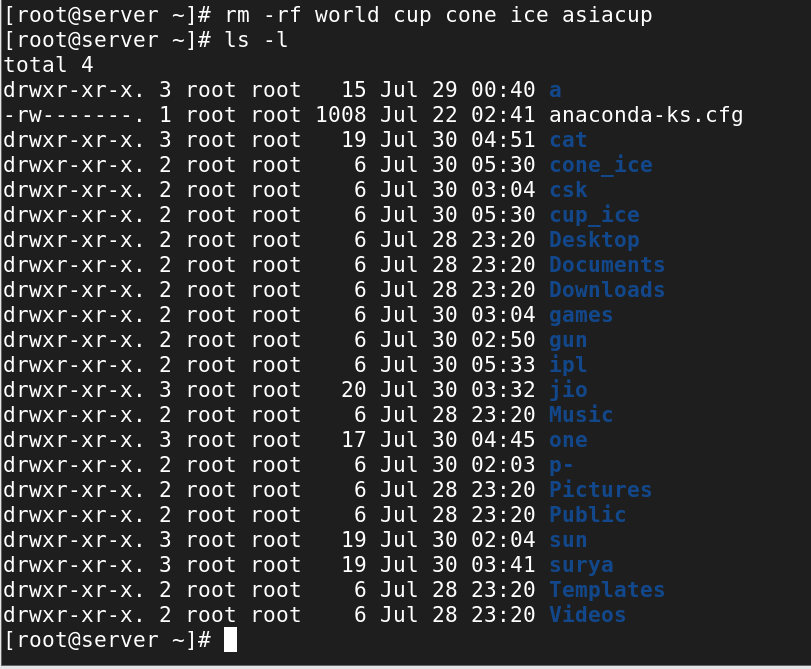 [root@server ~]# rm -rf world cup cone ice asiacup
[root@server ~]# ls -l
total 4
drwxr-xr-x. 3 root root   15 Jul 29 00:40 a
-rw-------. 1 root root 1008 Jul 22 02:41 anaconda-ks.cfg
drwxr-xr-x. 3 root root   19 Jul 30 04:51 cat
drwxr-xr-x. 2 root root    6 Jul 30 05:30 cone_ice
drwxr-xr-x. 2 root root    6 Jul 30 03:04 csk
drwxr-xr-x. 2 root root    6 Jul 30 05:30 cup_ice
drwxr-xr-x. 2 root root    6 Jul 28 23:20 Desktop
drwxr-xr-x. 2 root root    6 Jul 28 23:20 Documents
drwxr-xr-x. 2 root root    6 Jul 28 23:20 Downloads
drwxr-xr-x. 2 root root    6 Jul 30 03:04 games
drwxr-xr-x. 2 root root    6 Jul 30 02:50 gun
drwxr-xr-x. 2 root root    6 Jul 30 05:33 ipl
drwxr-xr-x. 3 root root   20 Jul 30 03:32 jio
drwxr-xr-x. 2 root root    6 Jul 28 23:20 Music
drwxr-xr-x. 3 root root   17 Jul 30 04:45 one
drwxr-xr-x. 2 root root    6 Jul 30 02:03 p-
drwxr-xr-x. 2 root root    6 Jul 28 23:20 Pictures
drwxr-xr-x. 2 root root    6 Jul 28 23:20 Public
drwxr-xr-x. 3 root root   19 Jul 30 02:04 sun
drwxr-xr-x. 3 root root   19 Jul 30 03:41 surya
drwxr-xr-x. 2 root root    6 Jul 28 23:20 Templates
drwxr-xr-x. 2 root root    6 Jul 28 23:20 Videos
[root@server ~]#